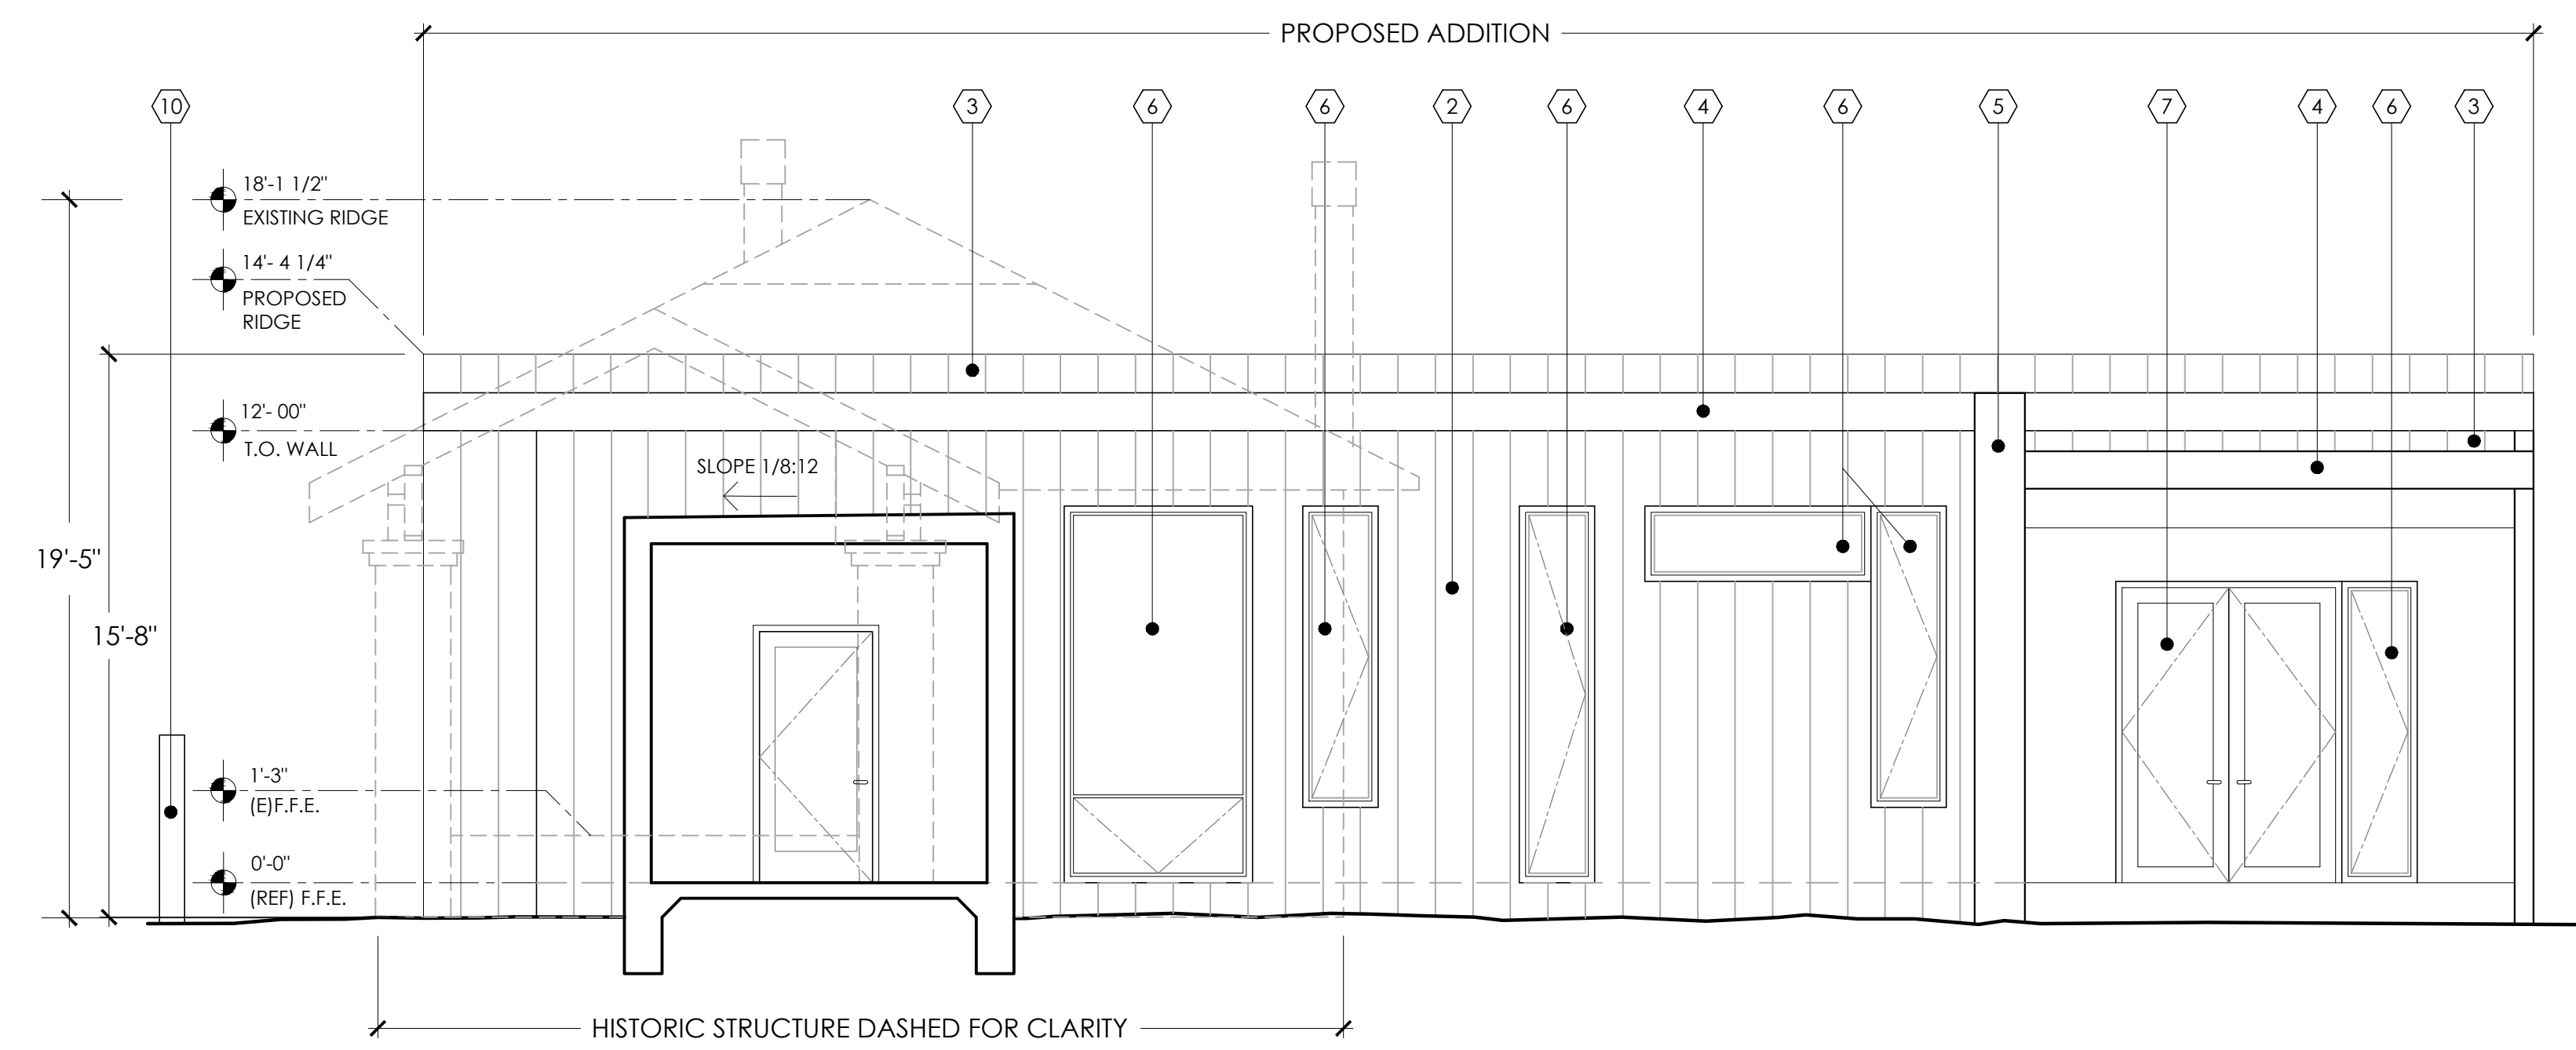 PROPOSED ADDITION
10
3
6
6
2
6
4
6
5
7
4
6
3
18'-1 1/2"
EXISTING RIDGE
14'- 4 1/4"
PROPOSED
RIDGE
12'- 00"
T.O. WALL
SLOPE 1/8:12
19'-5"
15'-8"
1'-3"
(E)F.F.E.
0'-0"
(REF) F.F.E.
HISTORIC STRUCTURE DASHED FOR CLARITY